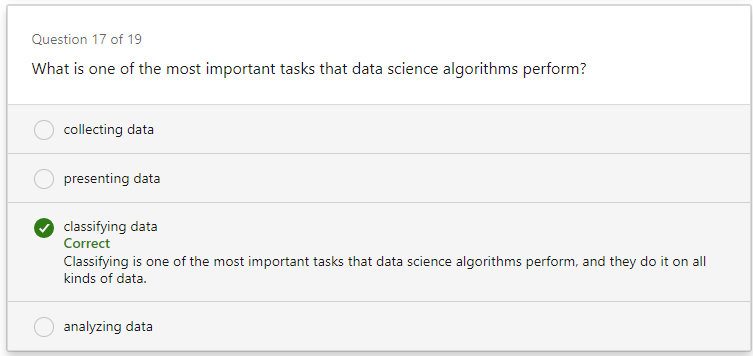 Question 17 of 19
What is one of the most important tasks that data science algorithms perform?
collecting data
presenting data
classifying data
Correct
Classifying is one of the most important tasks that data science algorithms perform, and they do it on all
kinds of data.
analyzing data